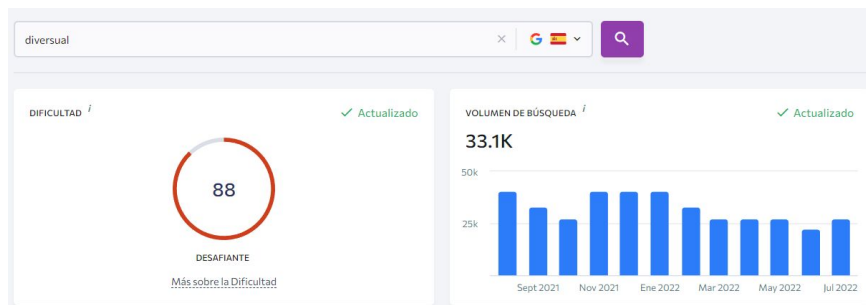 diversual
DIFICULTAD i
Actualizado
88
DESAFIANTE
Más sobre la Dificultad
VOLUMEN DE BÚSQUEDA i
Actualizado
33.1K
50k
25k
Sept 2021 Nov 2021 Ene 2022 Mar 2022 May 2022 Jul 2022